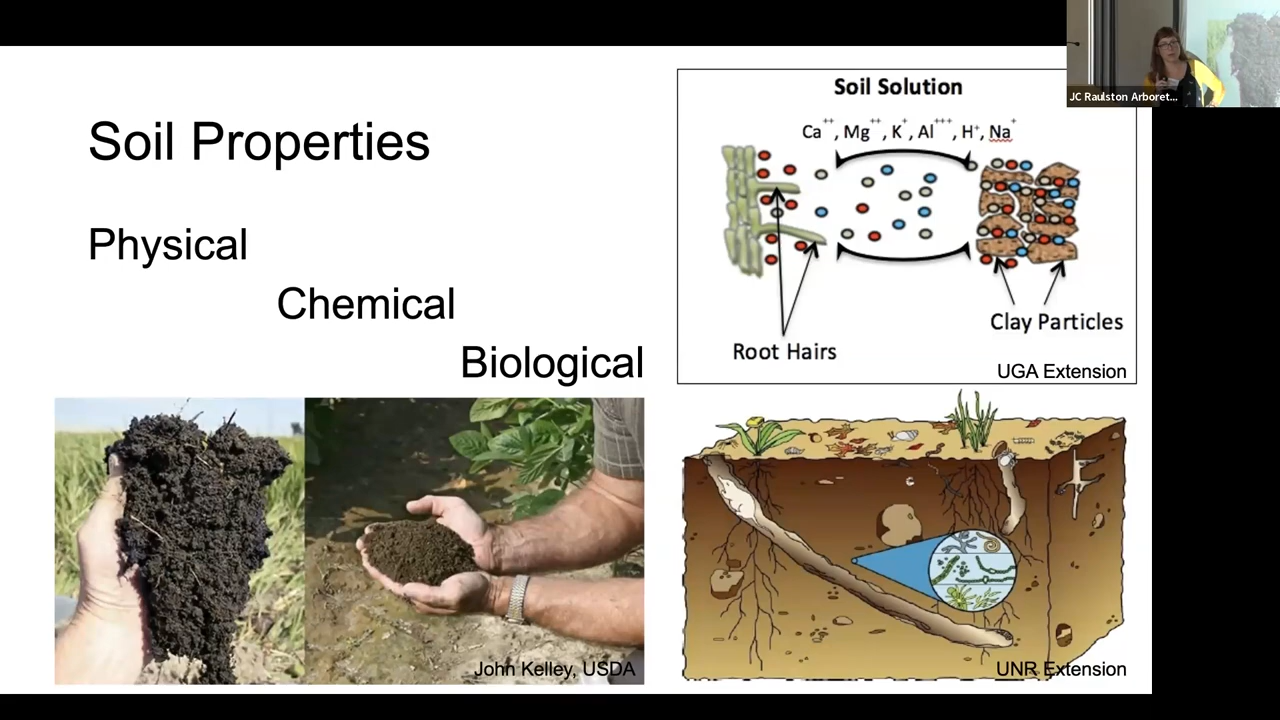 Soil Properties
Physical
Chemical
Biological
Soil Solution
Ca⁺⁺, Mg⁺⁺, K⁺, Al⁺⁺⁺, H⁺, Na⁺
Root Hairs
Clay Particles
UGA Extension
John Kelley, USDA
UNR Extension
JC Raulston Arboret...